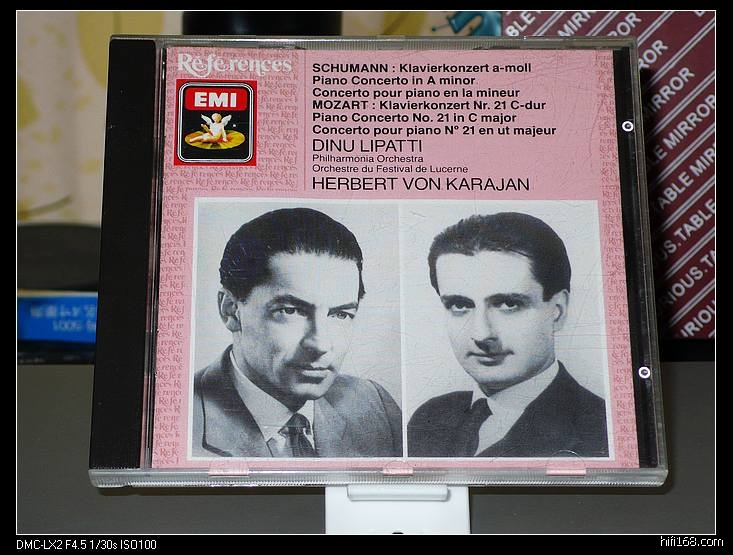 Références
EMI
SCHUMANN : Klavierkonzert a-moll
Piano Concerto in A minor
Concerto pour piano en la mineur
MOZART : Klavierkonzert Nr. 21 C-dur
Piano Concerto No. 21 in C major
Concerto pour piano N° 21 en ut majeur
DINU LIPATTI
Philharmonia Orchestra
Orchestre du Festival de Lucerne
HERBERT VON KARAJAN
TABLE MIRROR
DMC-LX2 F4.5 1/30s ISO100
hifi168.com